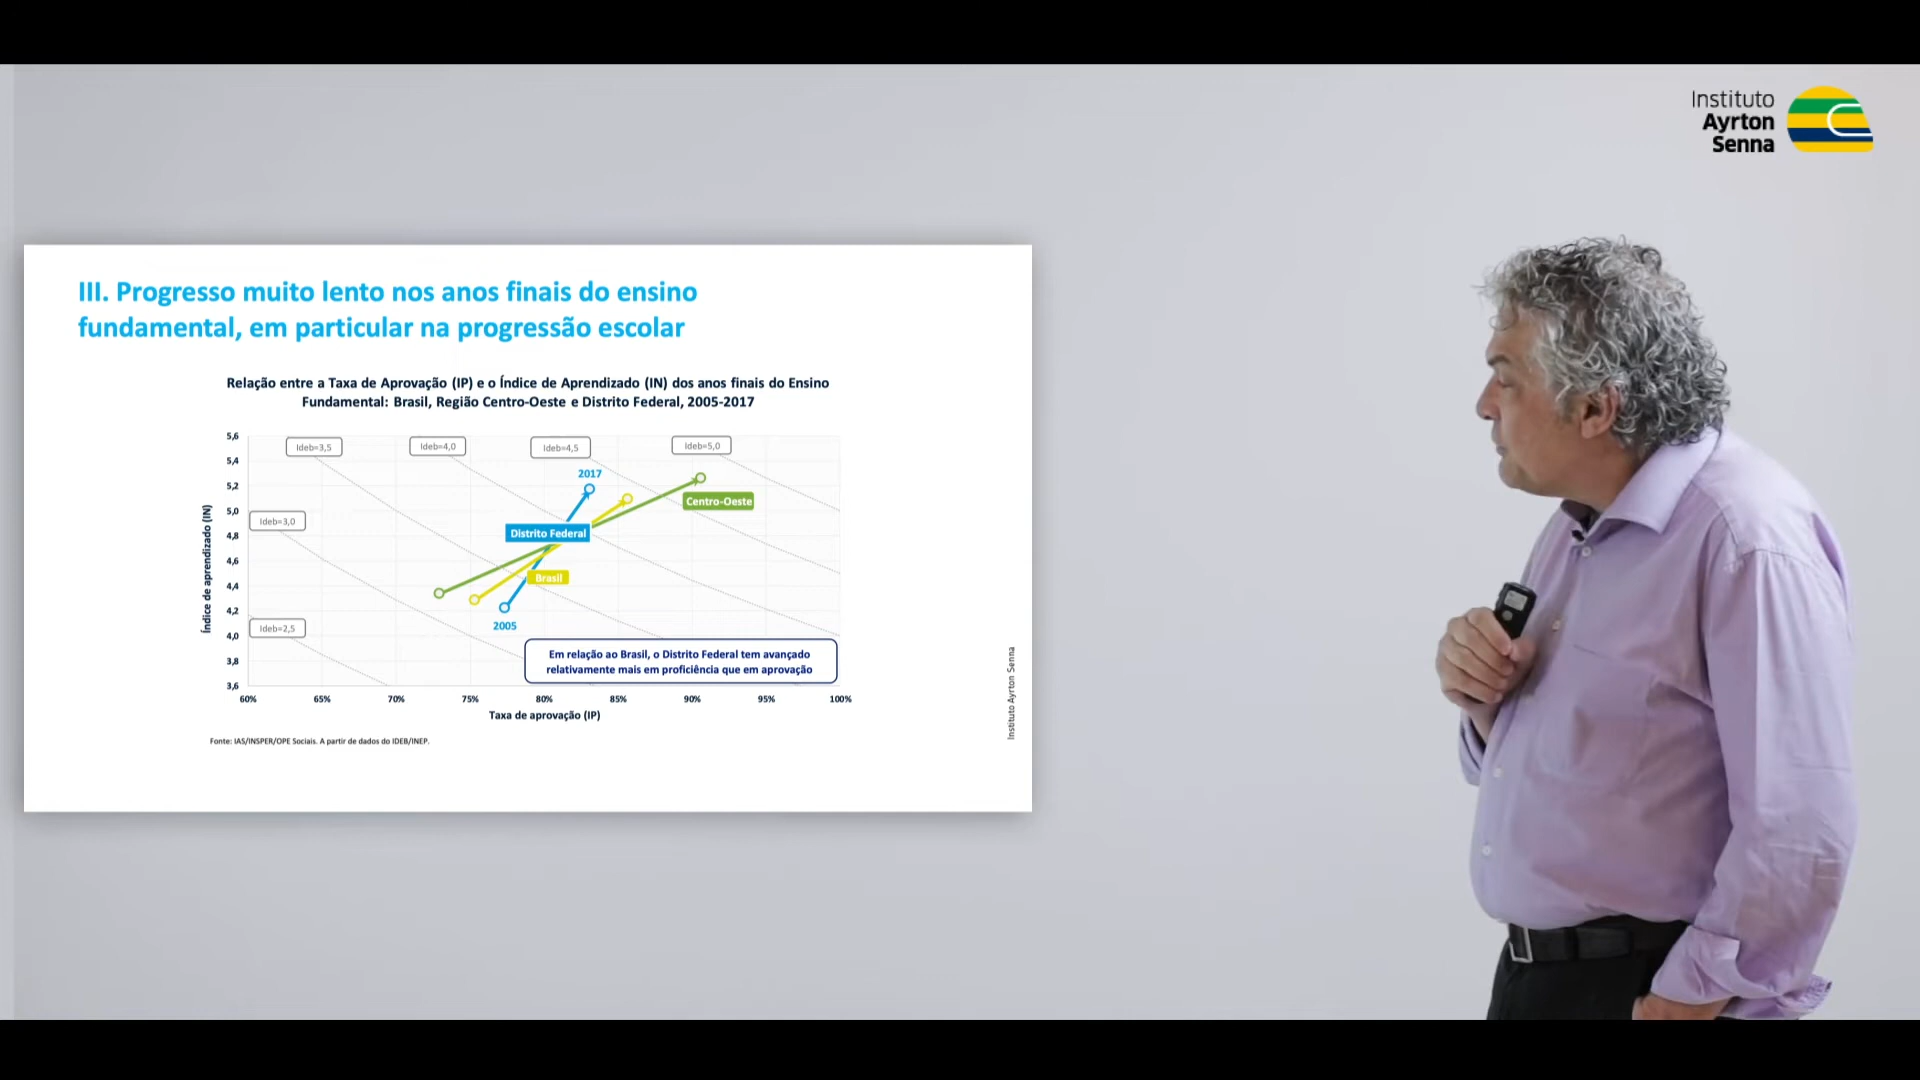 Instituto
Ayrton
Senna
III. Progresso muito lento nos anos finais do ensino
fundamental, em particular na progressão escolar
Relação entre a Taxa de Aprovação (IP) e o Índice de Aprendizado (IN) dos anos finais do Ensino
Fundamental: Brasil, Região Centro-Oeste e Distrito Federal, 2005-2017
Índice de aprendizado (IN)
5,6
5,4
5,2
5,0
4,8
4,6
4,4
4,2
4,0
3,8
3,6
Ideb=3,5
Ideb=4,0
Ideb=4,5
Ideb=5,0
2017
Centro-Oeste
Ideb=3,0
Distrito Federal
Brasil
2005
Ideb=2,5
Em relação ao Brasil, o Distrito Federal tem avançado
relativamente mais em proficiência que em aprovação
60%
65%
70%
75%
80%
85%
90%
95%
100%
Taxa de aprovação (IP)
Fonte: IAS/INSPER/OPE Sociais. A partir de dados do IDEB/INEP.
Instituto Ayrton Senna